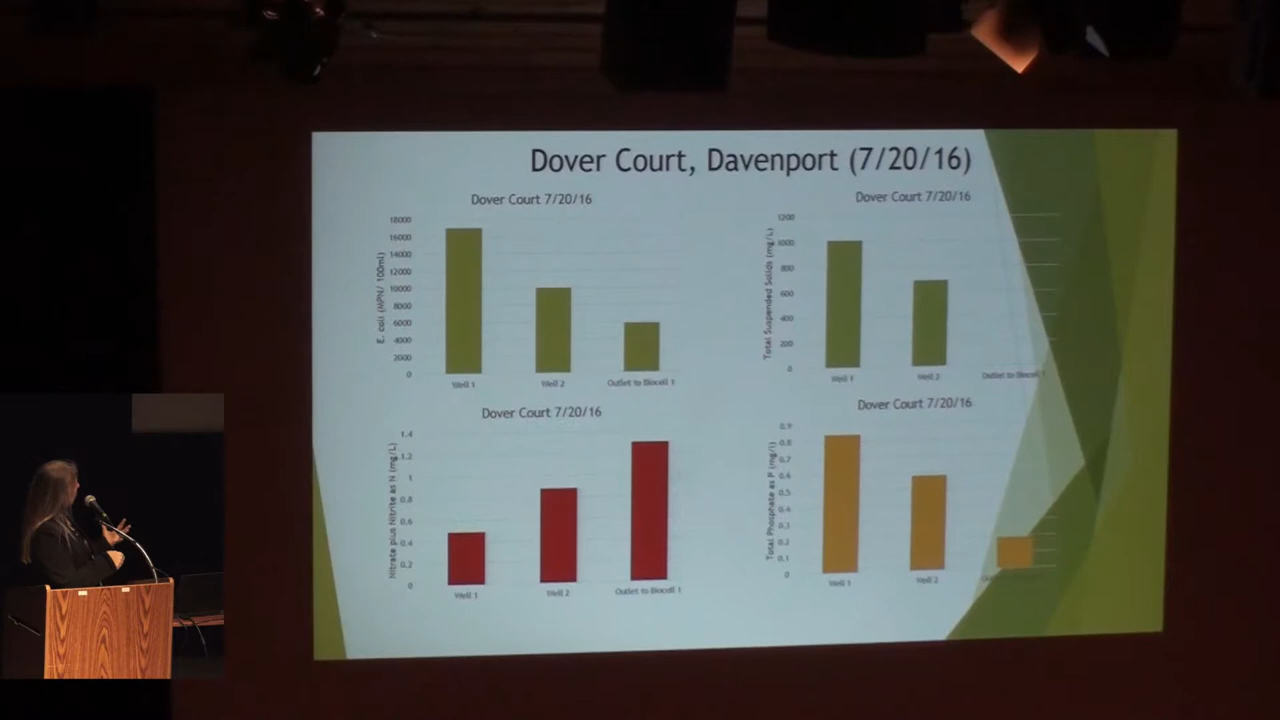 Dover Court, Davenport (7/20/16)
Dover Court 7/20/16
E. coli (MPN/ 100ml)
18000
16000
14000
12000
10000
8000
6000
4000
2000
0
Well 1
Well 2
Outlet to Biocell 1
Dover Court 7/20/16
Total Suspended Solids (mg/L)
1200
1000
800
600
400
200
0
Well 1
Well 2
Outlet to Biocell 1
Dover Court 7/20/16
Nitrate plus Nitrite as N (mg/L)
1.4
1.2
1
0.8
0.6
0.4
0.2
0
Well 1
Well 2
Outlet to Biocell 1
Dover Court 7/20/16
Total Phosphate as P (mg/l)
0.9
0.8
0.7
0.6
0.5
0.4
0.3
0.2
0.1
0
Well 1
Well 2